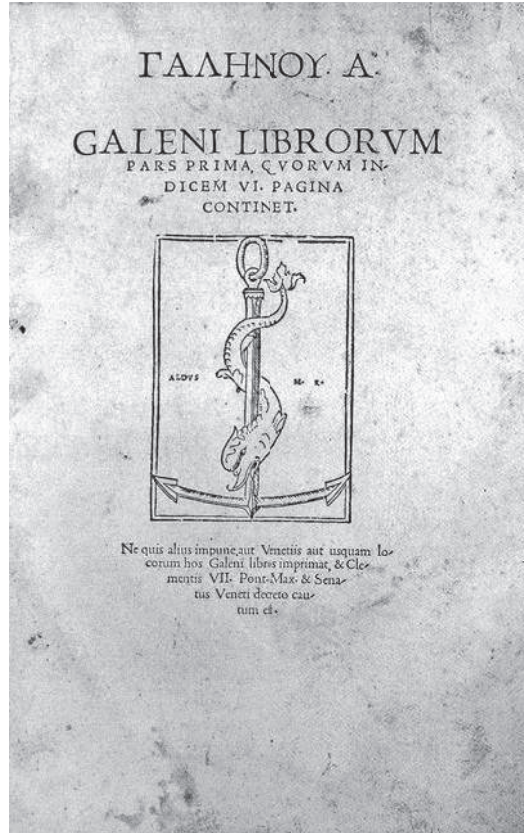 ΓΑΛΗΝΟΥ. Α.
GALENI LIBRORVM
PARS PRIMA, QVORVM IN-
DICEM VI. PAGINA
CONTINET.
ALDVS M. R.
Ne quis alius impune, aut Venetiis aut usquam lo-
corum hos Galeni libros imprimat, & Cle-
mentis VII. Pont. Max. & Sena-
tus Veneti decreto cau-
tum est.